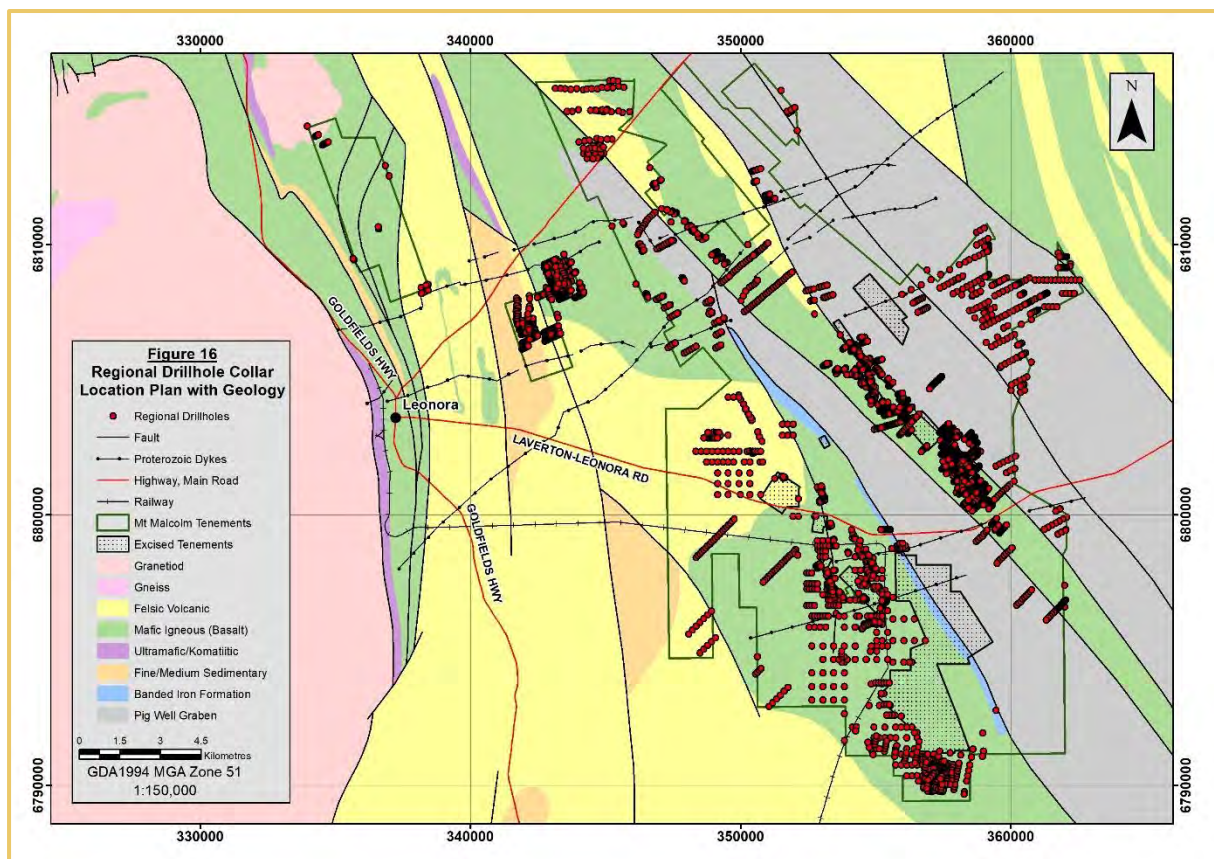 330000 340000 350000 360000
N
6810000
6810000
GOLDFIELDS HWY
Figure 16
Regional Drillhole Collar
Location Plan with Geology
Regional Drillholes
Fault
Proterozoic Dykes
Highway, Main Road
Railway
Mt Malcolm Tenements
Excised Tenements
Granetiod
Gneiss
Felsic Volcanic
Mafic Igneous (Basalt)
Ultramafic/Komatiitic
Fine/Medium Sedimentary
Banded Iron Formation
Pig Well Graben
0 1.5 3 4.5
Kilometres
GDA1994 MGA Zone 51
1:150,000
Leonora
LAVERTON-LEONORA RD
GOLDFIELDS HWY
6800000
6800000
6790000
6790000
330000 340000 350000 360000